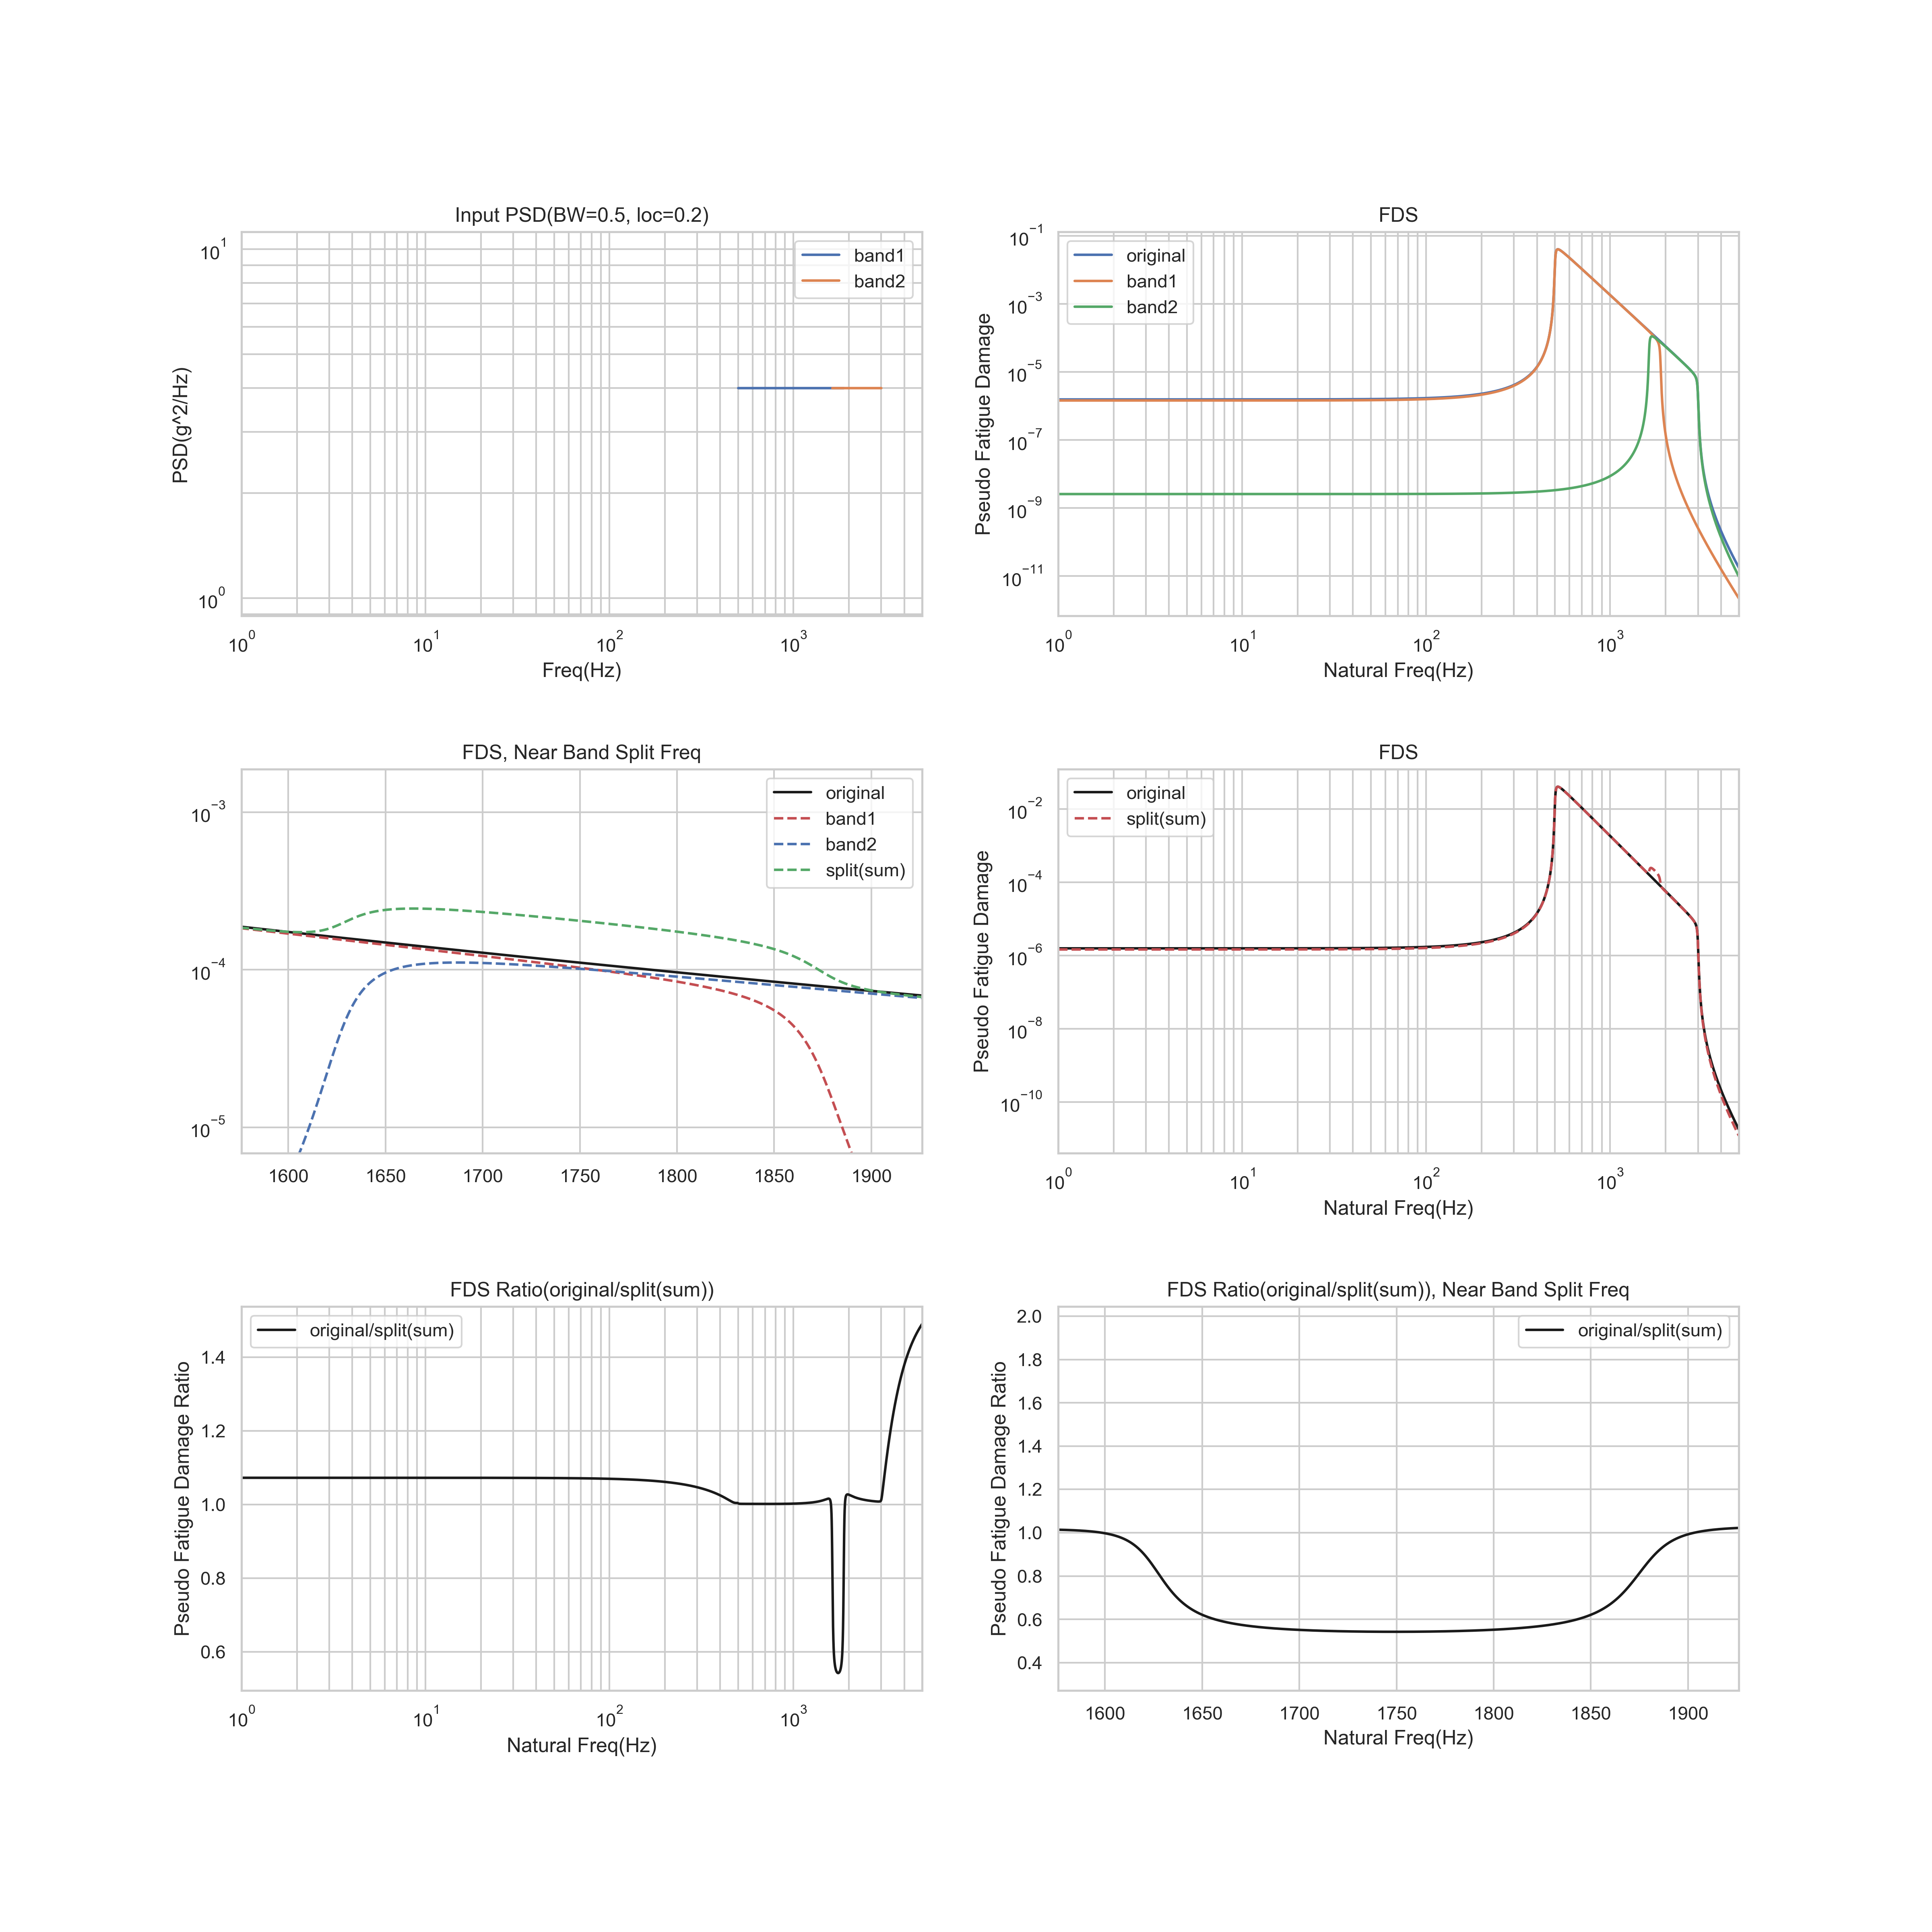 Input PSD(BW=0.5, loc=0.2)
PSD(g^2/Hz)
10^1
10^0
band1
band2
10^0 10^1 10^2 10^3
Freq(Hz)
FDS
Pseudo Fatigue Damage
10^−1
10^−3
10^−5
10^−7
10^−9
10^−11
original
band1
band2
10^0 10^1 10^2 10^3
Natural Freq(Hz)
FDS, Near Band Split Freq
10^−3
10^−4
10^−5
original
band1
band2
split(sum)
1600 1650 1700 1750 1800 1850 1900
FDS
Pseudo Fatigue Damage
10^−2
10^−4
10^−6
10^−8
10^−10
original
split(sum)
10^0 10^1 10^2 10^3
Natural Freq(Hz)
FDS Ratio(original/split(sum))
Pseudo Fatigue Damage Ratio
1.4
1.2
1.0
0.8
0.6
original/split(sum)
10^0 10^1 10^2 10^3
Natural Freq(Hz)
FDS Ratio(original/split(sum)), Near Band Split Freq
Pseudo Fatigue Damage Ratio
2.0
1.8
1.6
1.4
1.2
1.0
0.8
0.6
0.4
original/split(sum)
1600 1650 1700 1750 1800 1850 1900
Natural Freq(Hz)